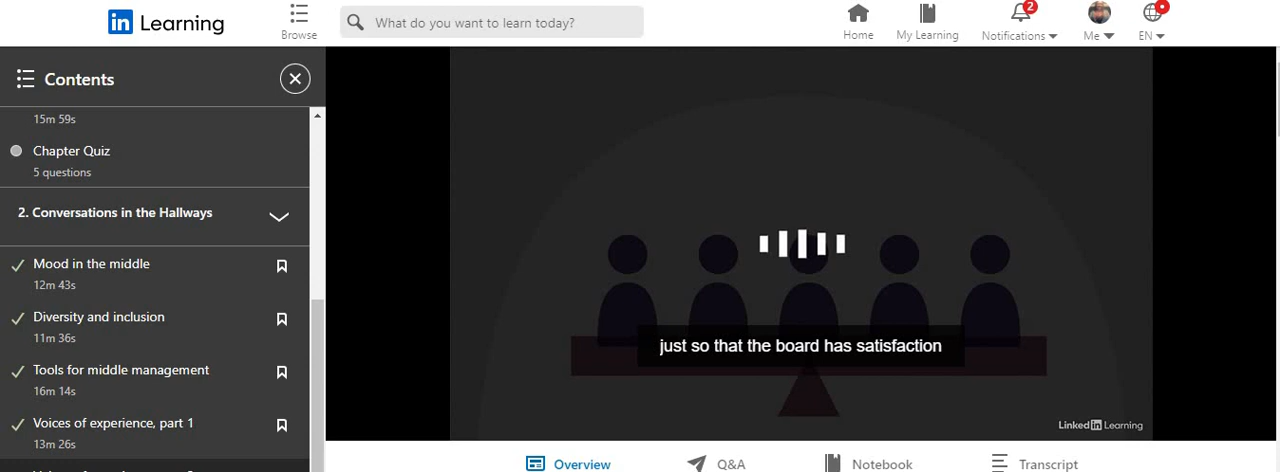 in Learning
Browse
What do you want to learn today?
Home
My Learning
2
Notifications
Me
EN
Contents
15m 59s
Chapter Quiz
5 questions
2. Conversations in the Hallways
Mood in the middle
12m 43s
Diversity and inclusion
11m 36s
Tools for middle management
16m 14s
Voices of experience, part 1
13m 26s
just so that the board has satisfaction
Linked in Learning
Overview
Q&A
Notebook
Transcript